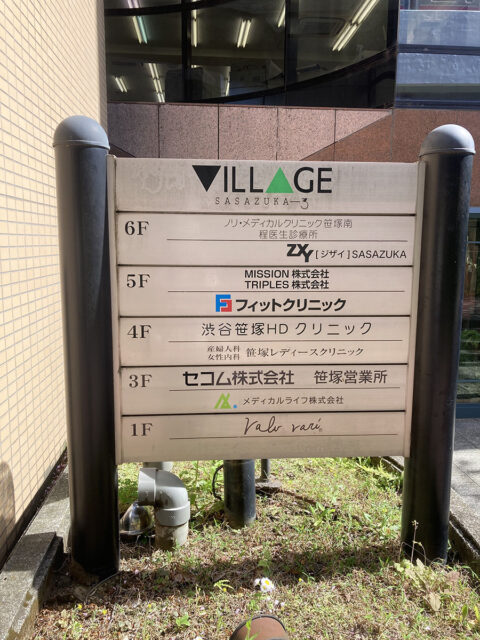 VILLAGE
SASAZUKA-3
6F
ノリ・メディカルクリニック笹塚南
程医生診療所
ZXY [ジザイ] SASAZUKA
5F
MISSION 株式会社
TRIPLES 株式会社
フィットクリニック
4F
渋谷笹塚HD クリニック
産婦人科
女性内科 笹塚レディースクリニック
3F
セコム株式会社 笹塚営業所
メディカルライフ株式会社
1F
Valu vari